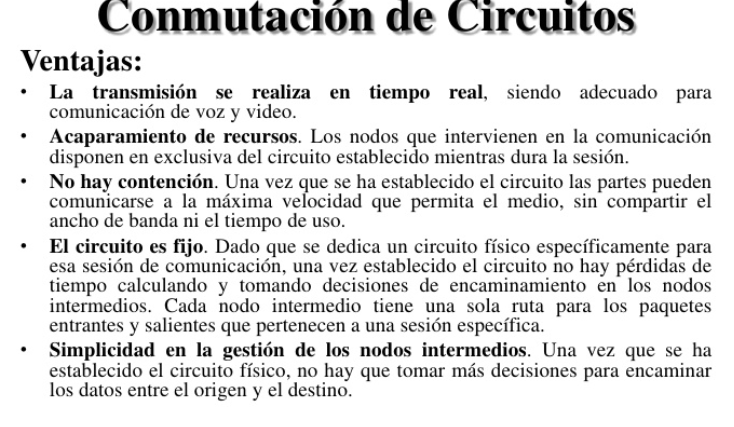 Conmutación de Circuitos
Ventajas:
• La transmisión se realiza en tiempo real, siendo adecuado para
comunicación de voz y video.
• Acaparamiento de recursos. Los nodos que intervienen en la comunicación
disponen en exclusiva del circuito establecido mientras dura la sesión.
• No hay contención. Una vez que se ha establecido el circuito las partes pueden
comunicarse a la máxima velocidad que permita el medio, sin compartir el
ancho de banda ni el tiempo de uso.
• El circuito es fijo. Dado que se dedica un circuito físico específicamente para
esa sesión de comunicación, una vez establecido el circuito no hay pérdidas de
tiempo calculando y tomando decisiones de encaminamiento en los nodos
intermedios. Cada nodo intermedio tiene una sola ruta para los paquetes
entrantes y salientes que pertenecen a una sesión específica.
• Simplicidad en la gestión de los nodos intermedios. Una vez que se ha
establecido el circuito físico, no hay que tomar más decisiones para encaminar
los datos entre el origen y el destino.